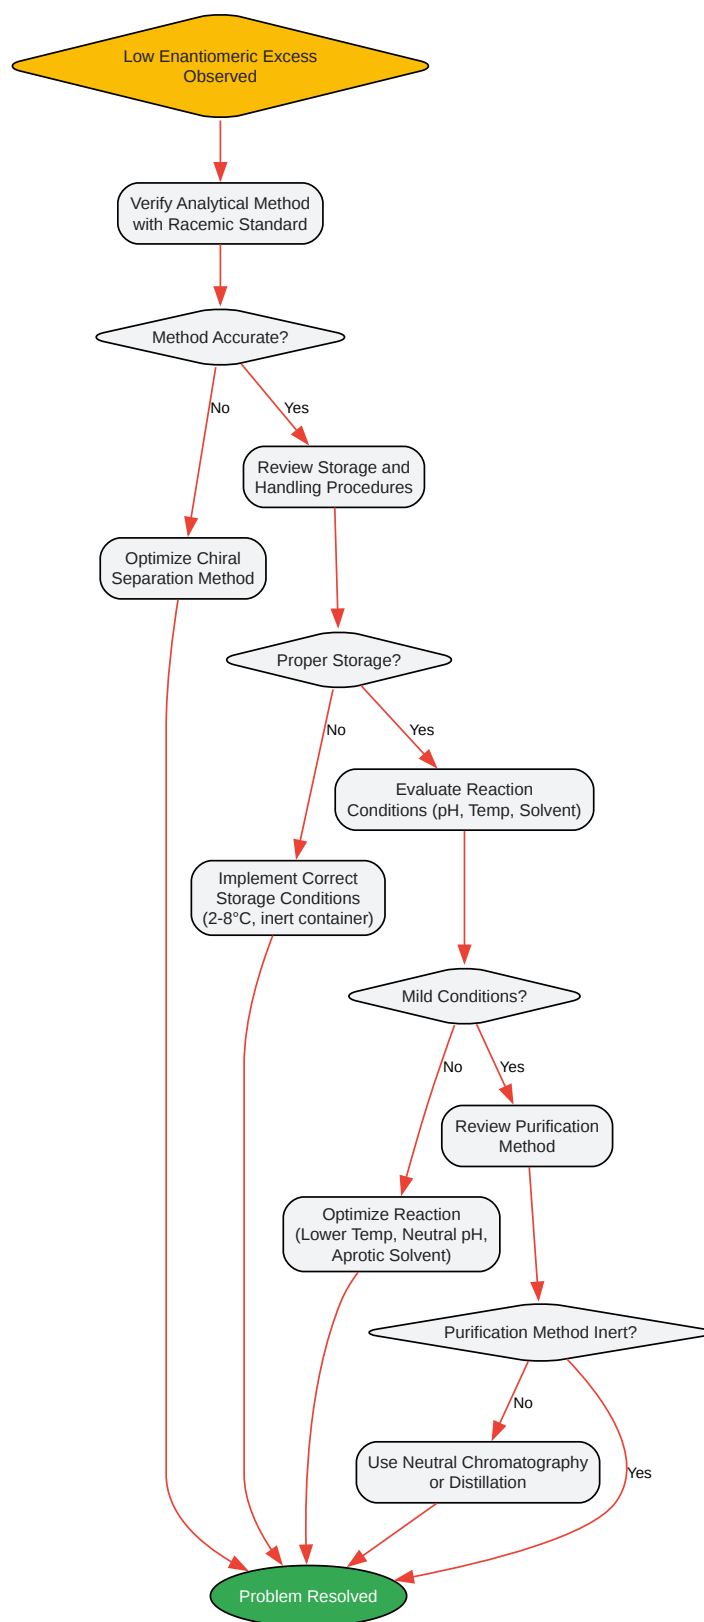 Low Enantiomeric Excess
Observed
Verify Analytical Method
with Racemic Standard
Method Accurate?
No
Yes
Review Storage and
Handling Procedures
Optimize Chiral
Separation Method
Proper Storage?
No
Yes
Evaluate Reaction
Conditions (pH, Temp, Solvent)
Implement Correct
Storage Conditions
(2-8°C, inert container)
Mild Conditions?
No
Yes
Review Purification
Method
Optimize Reaction
(Lower Temp, Neutral pH,
Aprotic Solvent)
Purification Method Inert?
No
Use Neutral Chromatography
or Distillation
Yes
Problem Resolved